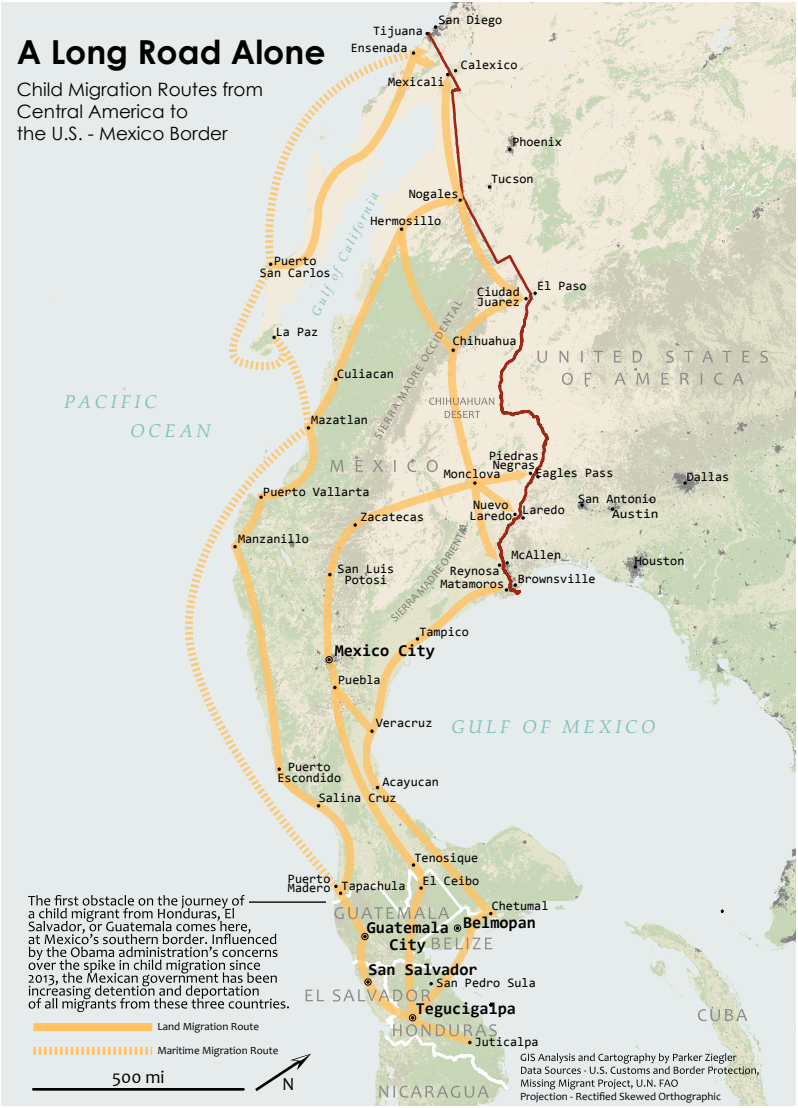 A Long Road Alone
Child Migration Routes from
Central America to
the U.S. - Mexico Border
San Diego
Tijuana
Ensenada
Calexico
Mexicali
Phoenix
Tucson
Nogales
Hermosillo
Gulf of California
Puerto
San Carlos
El Paso
Ciudad
Juarez
La Paz
Chihuahua
SIERRA MADRE OCCIDENTAL
UNITED STATES
OF AMERICA
Culiacan
PACIFIC
OCEAN
CHIHUAHUAN
DESERT
Mazatlan
MEXICO
Piedras
Negras
Eagles Pass
Monclova
Dallas
Puerto Vallarta
San Antonio
Austin
Nuevo
Laredo
Laredo
Zacatecas
Manzanillo
SIERRA MADRE ORIENTAL
McAllen
Houston
San Luis
Potosi
Reynosa
Matamoros
Brownsville
Tampico
Mexico City
Puebla
Veracruz
GULF OF MEXICO
Puerto
Escondido
Acayucan
Salina Cruz
Tenosique
Puerto
Madero
Tapachula
El Ceibo
Chetumal
GUATEMALA
Guatemala
City
Belmopan
BELIZE
The first obstacle on the journey of
a child migrant from Honduras, El
Salvador, or Guatemala comes here,
at Mexico's southern border. Influenced
by the Obama administration's concerns
over the spike in child migration since
2013, the Mexican government has been
increasing detention and deportation
of all migrants from these three countries.
San Salvador
EL SALVADOR
San Pedro Sula
Tegucigalpa
HONDURAS
Juticalpa
CUBA
NICARAGUA
Land Migration Route
Maritime Migration Route
500 mi
N
GIS Analysis and Cartography by Parker Ziegler
Data Sources - U.S. Customs and Border Protection,
Missing Migrant Project, U.N. FAO
Projection - Rectified Skewed Orthographic